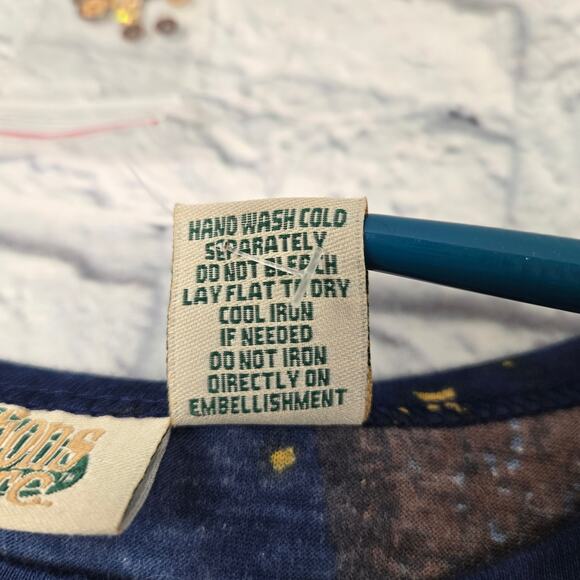 HAND WASH COLD
SEPARATELY
DO NOT BLEACH
LAY FLAT TO DRY
COOL IRON
IF NEEDED
DO NOT IRON
DIRECTLY ON
EMBELLISHMENT